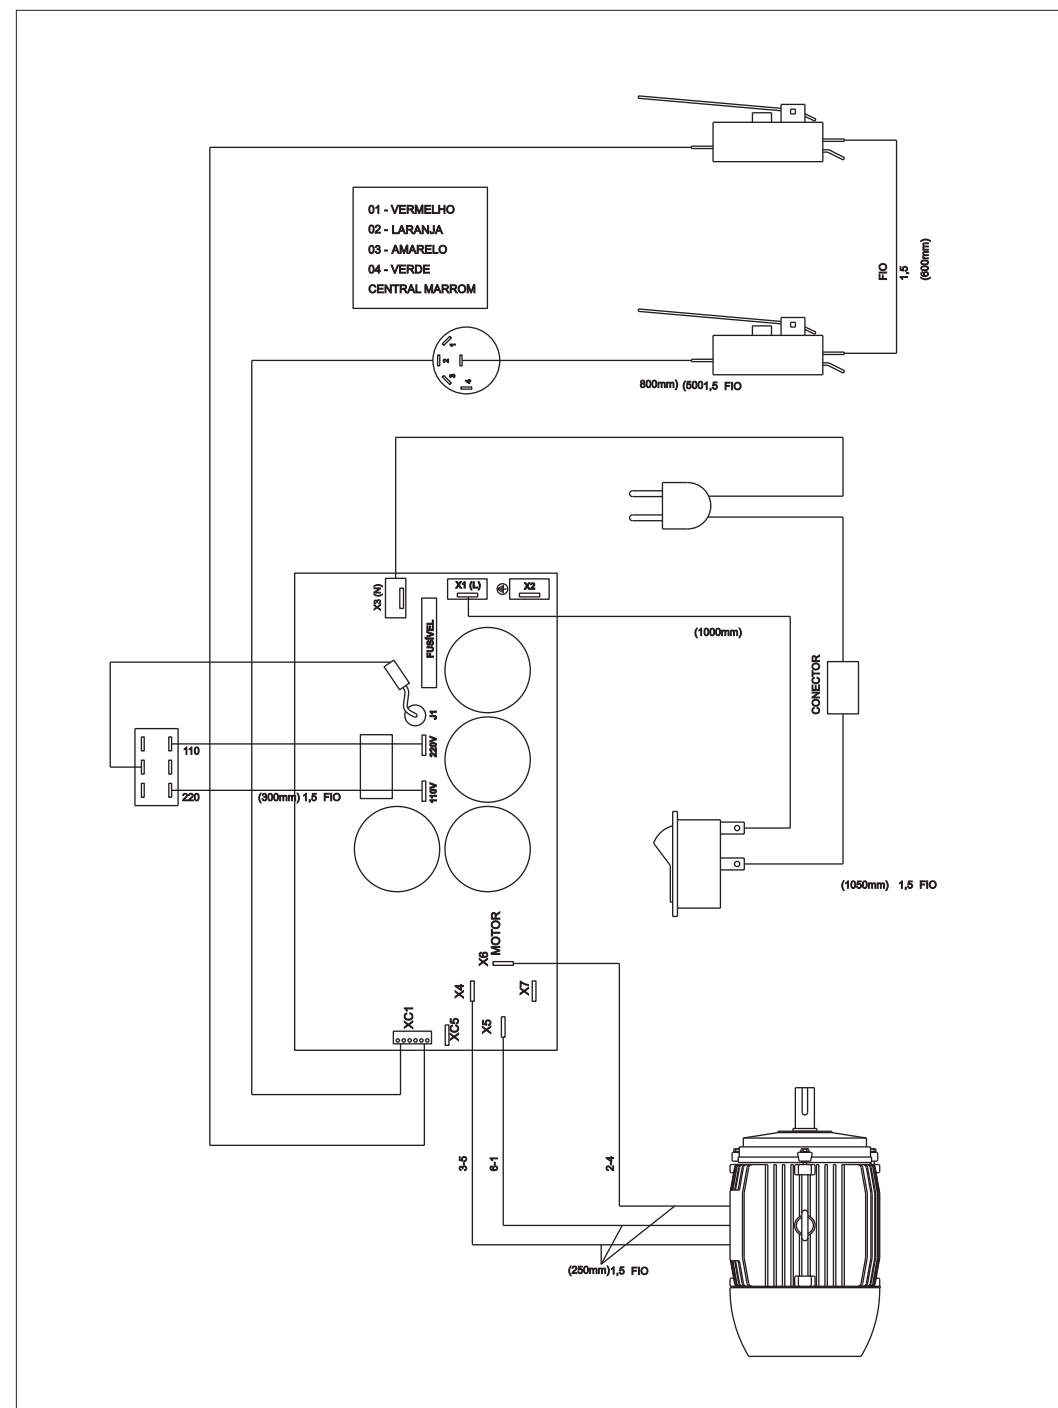 01 - VERMELHO
02 - LARANJA
03 - AMARELO
04 - VERDE
CENTRAL MARROM
FIO
1,5
(600mm)
1
2
3
4
800mm) (5001,5 FIO
X3 (N)
X1 (L)
X2
FUSÍVEL
(1000mm)
CONECTOR
J1
110
220V
220
(300mm) 1,5 FIO
110V
(1050mm) 1,5 FIO
X6
MOTOR
X4
X7
XC1
XC5
X5
3-5
6-1
2-4
(250mm)1,5 FIO